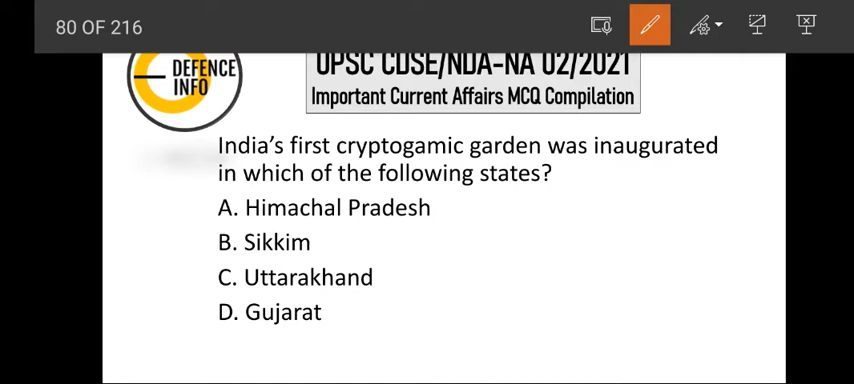 80 OF 216
DEFENCE
INFO
UPSC CDSE/NDA-NA 02/2021
Important Current Affairs MCQ Compilation
India's first cryptogamic garden was inaugurated
in which of the following states?
A. Himachal Pradesh
B. Sikkim
C. Uttarakhand
D. Gujarat